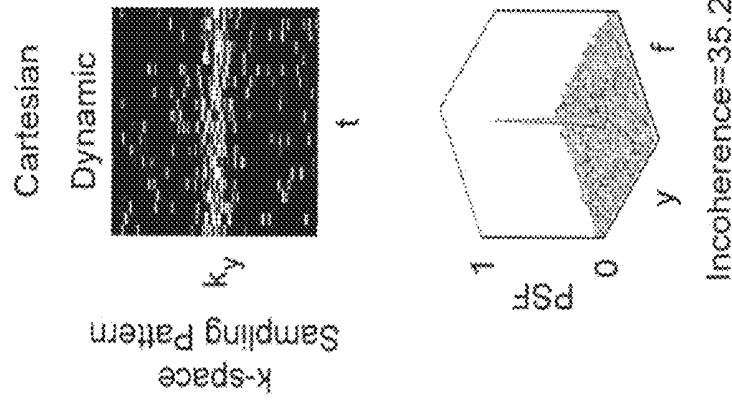 Cartesian
Dynamic
k-space
Sampling Pattern
ky
t
PSF
1
0
y
f
Incoherence=35.2